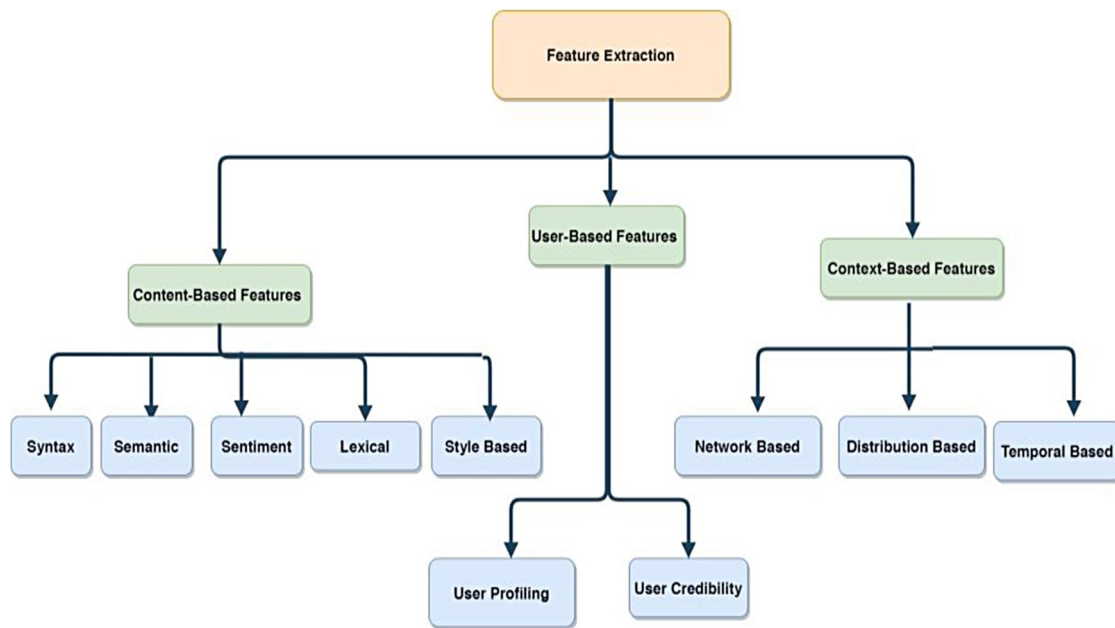 Feature Extraction
User-Based Features
Context-Based Features
Content-Based Features
Syntax
Semantic
Sentiment
Lexical
Style Based
Network Based
Distribution Based
Temporal Based
User Profiling
User Credibility